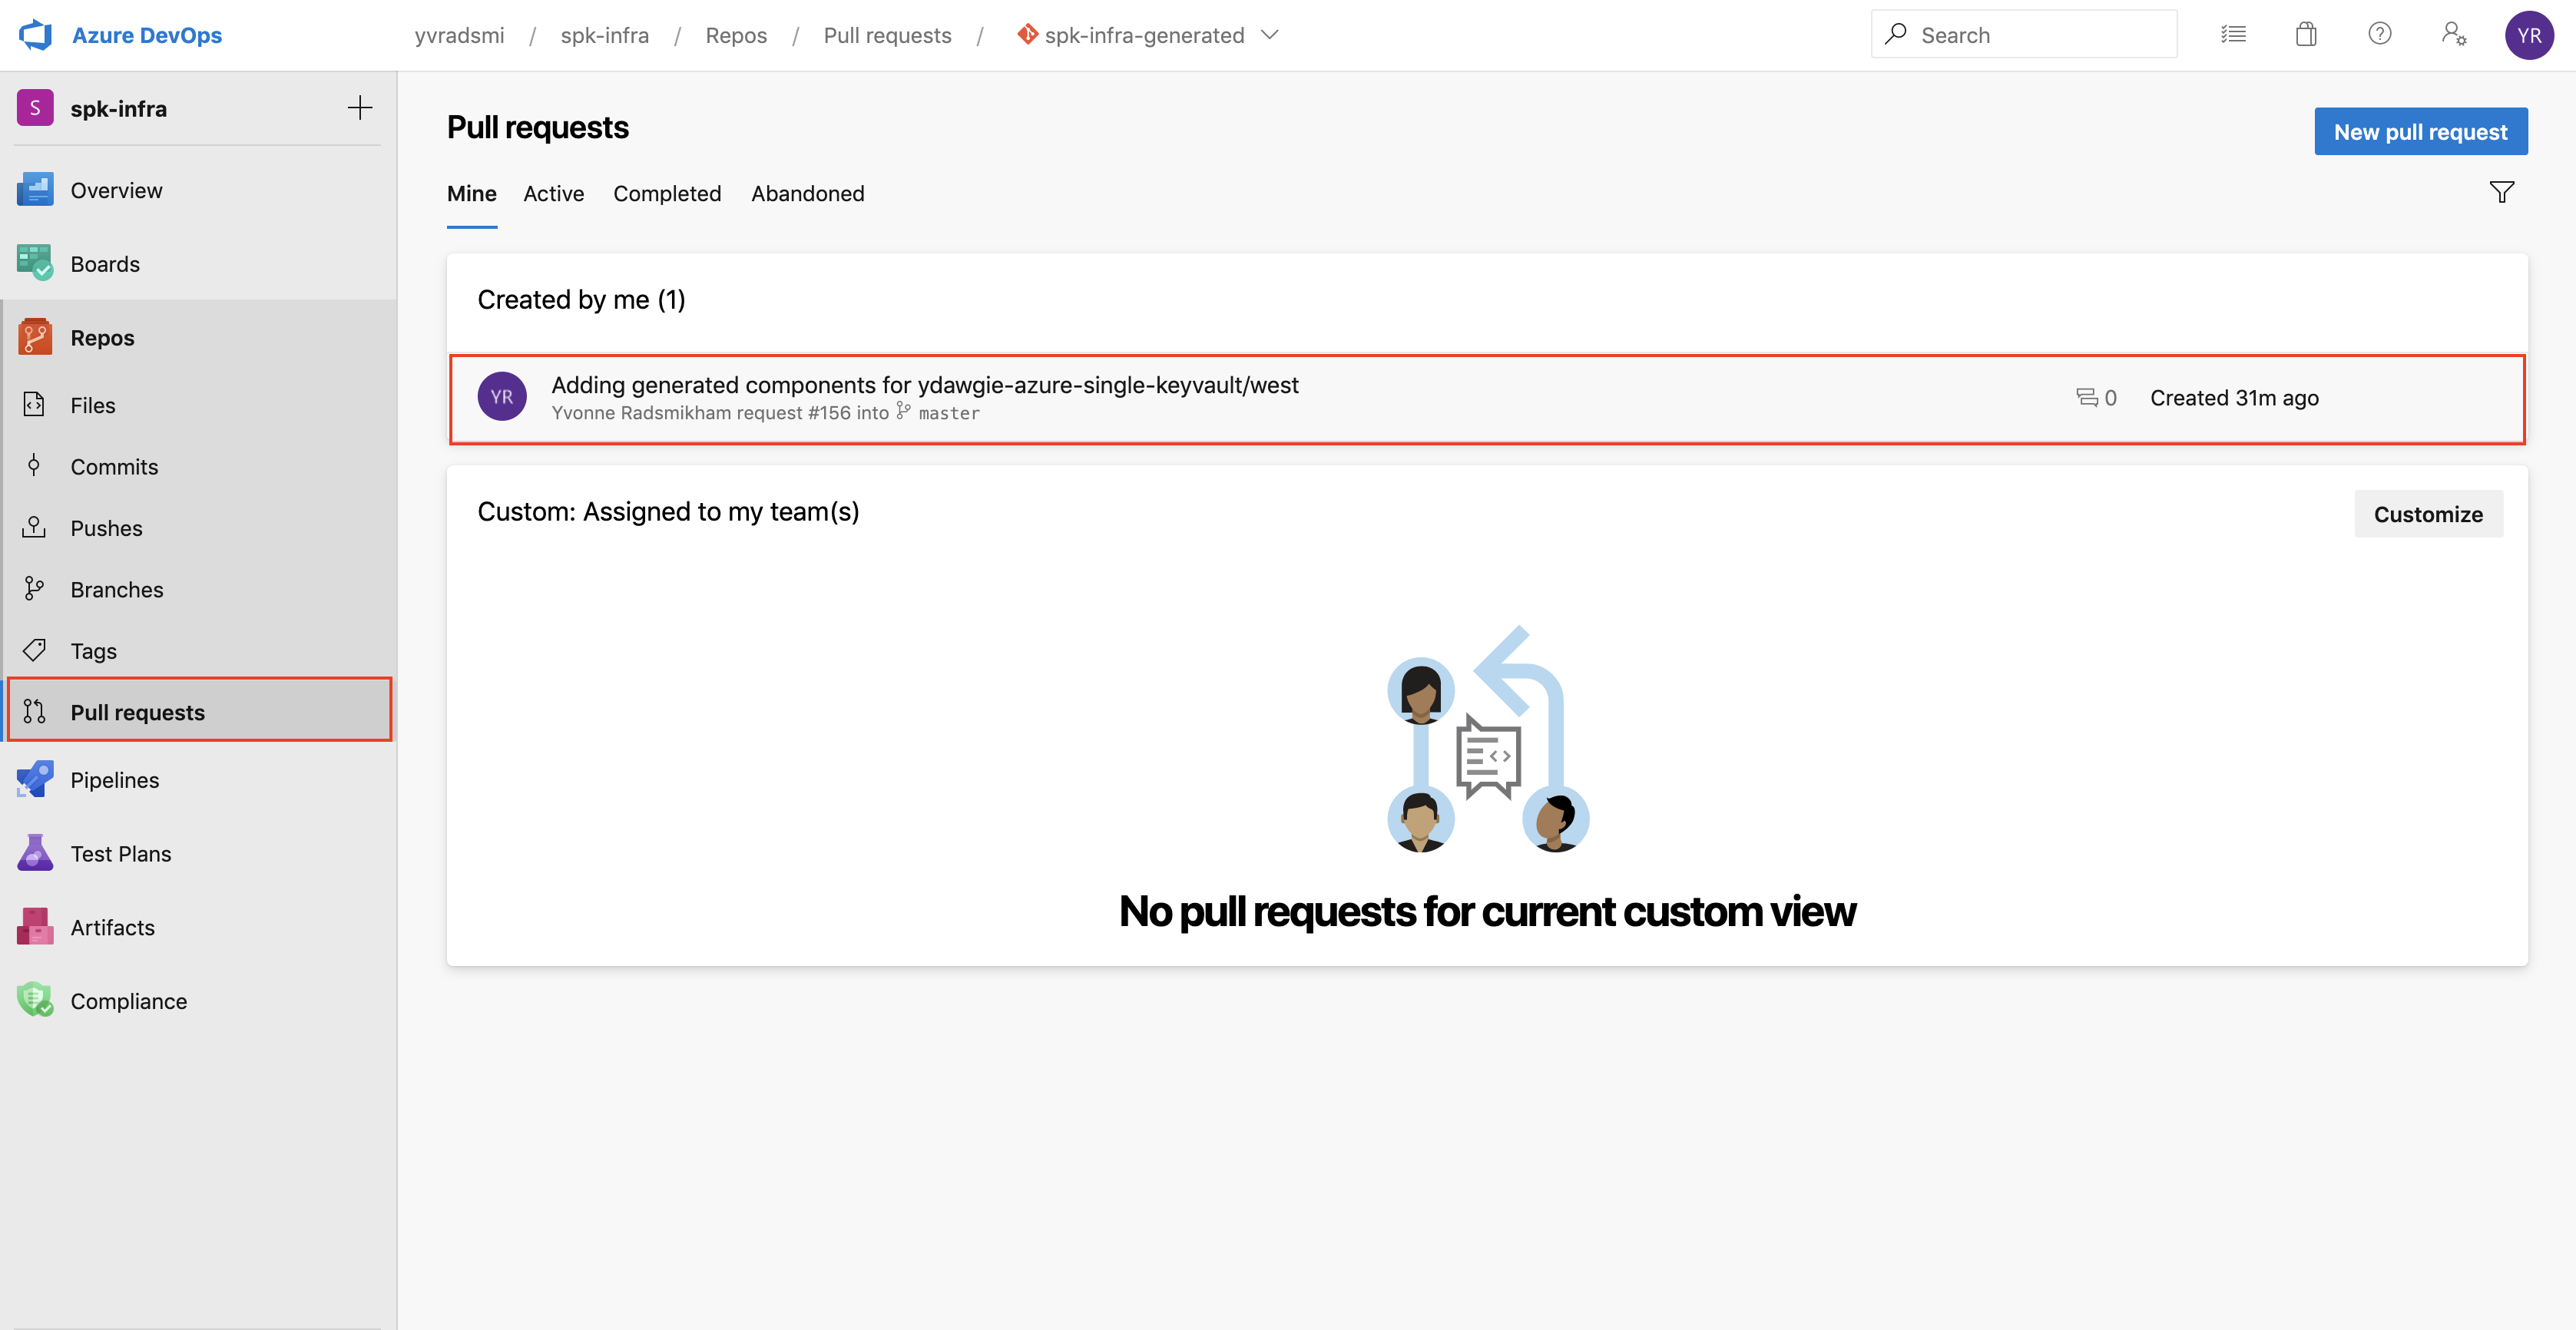 Azure DevOps
yvradsmi / spk-infra / Repos / Pull requests / spk-infra-generated
Search
YR
S spk-infra
Overview
Boards
Repos
Files
Commits
Pushes
Branches
Tags
Pull requests
Pipelines
Test Plans
Artifacts
Compliance
Pull requests
New pull request
Mine Active Completed Abandoned
Created by me (1)
YR
Adding generated components for ydawgie-azure-single-keyvault/west
Yvonne Radsmikham request #156 into master
0 Created 31m ago
Custom: Assigned to my team(s)
Customize
No pull requests for current custom view